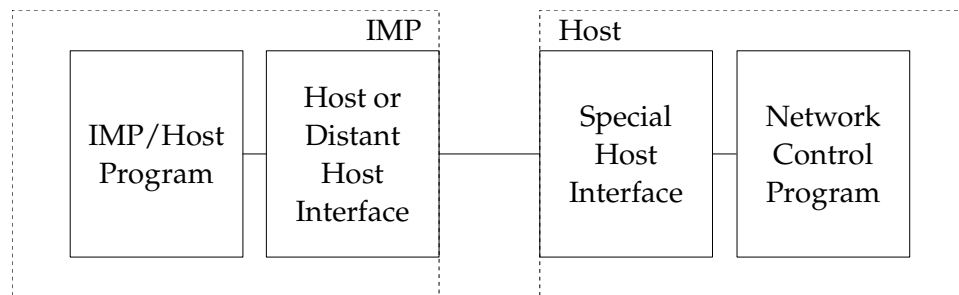 IMP
Host
IMP/Host
Program
Host or
Distant
Host
Interface
Special
Host
Interface
Network
Control
Program